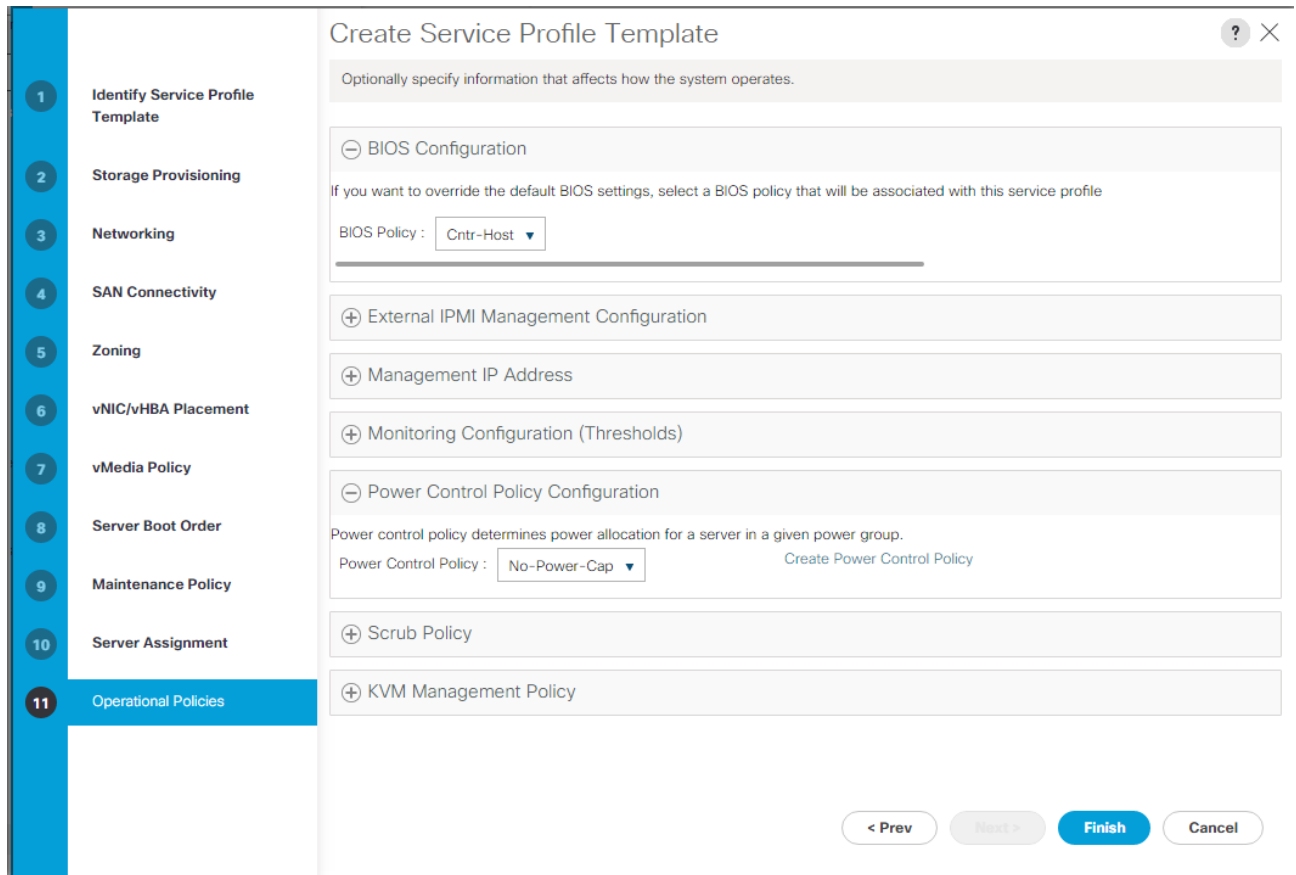 Create Service Profile Template
?
Optionally specify information that affects how the system operates.
1
Identify Service Profile
Template
2
Storage Provisioning
3
Networking
4
SAN Connectivity
5
Zoning
6
vNIC/vHBA Placement
7
vMedia Policy
8
Server Boot Order
9
Maintenance Policy
10
Server Assignment
11
Operational Policies
BIOS Configuration
If you want to override the default BIOS settings, select a BIOS policy that will be associated with this service profile
BIOS Policy : Cntr-Host
External IPMI Management Configuration
Management IP Address
Monitoring Configuration (Thresholds)
Power Control Policy Configuration
Power control policy determines power allocation for a server in a given power group.
Power Control Policy : No-Power-Cap Create Power Control Policy
Scrub Policy
KVM Management Policy
< Prev Next > Finish Cancel